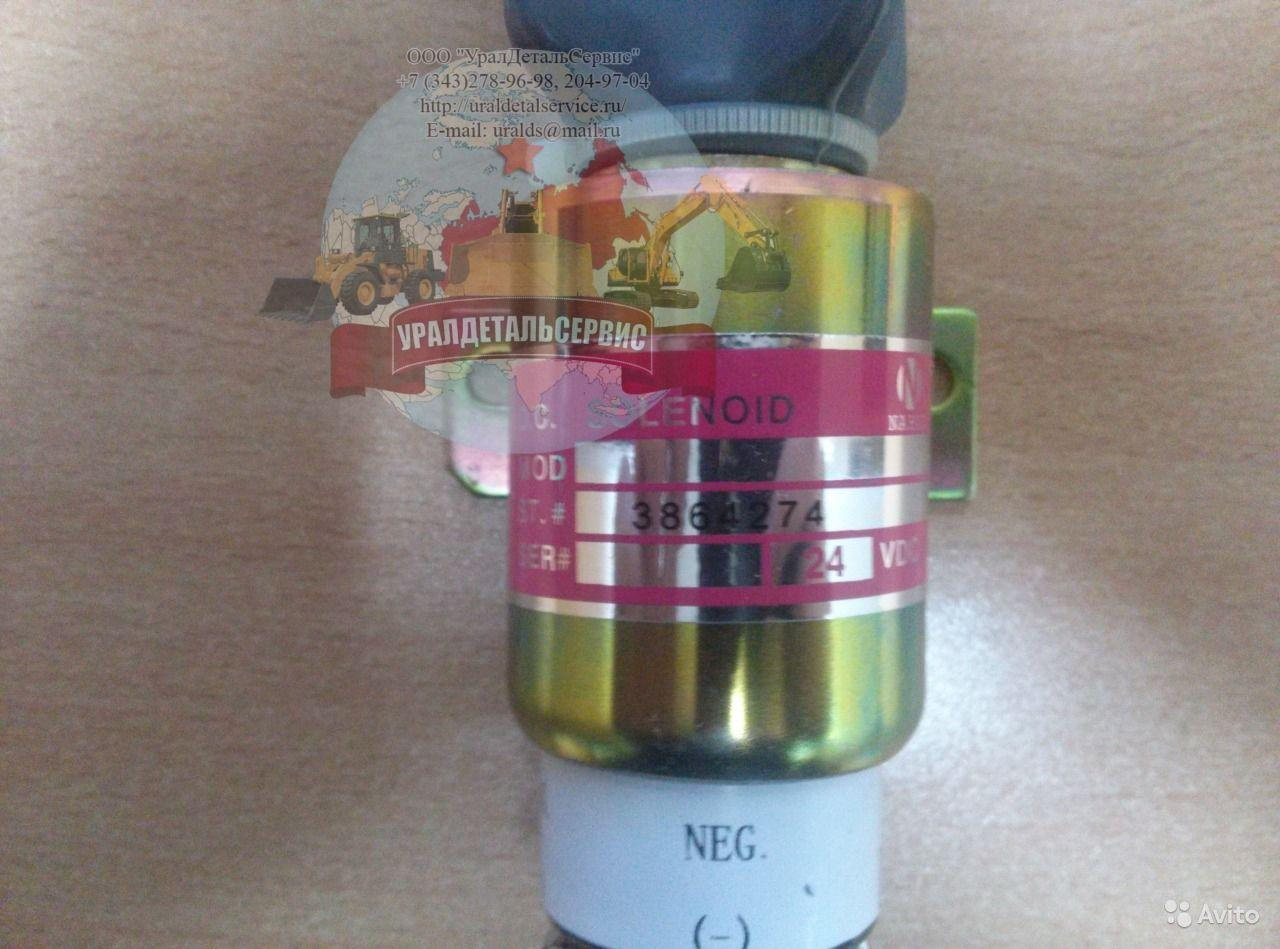 ООО "УралДетальСервис"
+7 (343)278-96-98, 204-97-04
http://uraldetalservice.ru/
E-mail: uralds@mail.ru
УРАЛДЕТАЛЬСЕРВИС
SOLENOID
MOD
3864274
SER#
24 VDC
NEG.
(-)
Avito